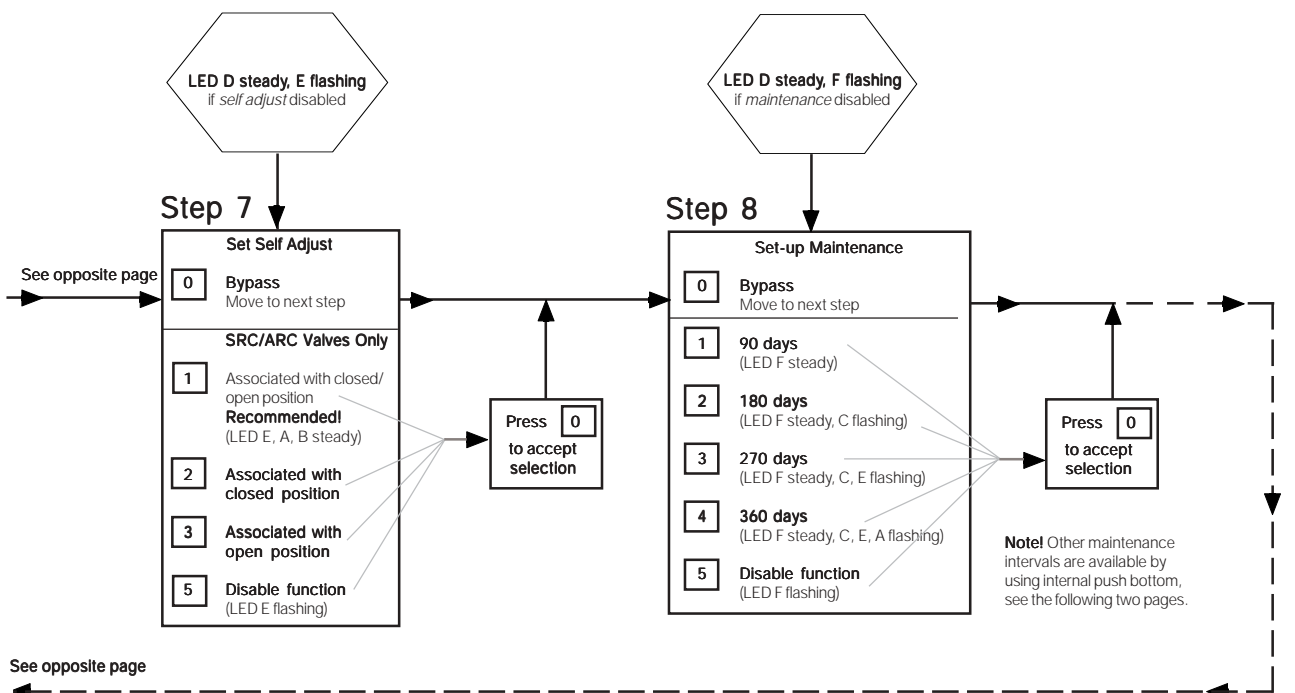 LED D steady, E flashing
if self adjust disabled
LED D steady, F flashing
if maintenance disabled
Step 7
See opposite page
Set Self Adjust
0 Bypass
Move to next step
SRC/ARC Valves Only
1 Associated with closed/
open position
Recommended!
(LED E, A, B steady)
2 Associated with
closed position
3 Associated with
open position
5 Disable function
(LED E flashing)
Press 0
to accept
selection
Step 8
Set-up Maintenance
0 Bypass
Move to next step
1 90 days
(LED F steady)
2 180 days
(LED F steady, C flashing)
3 270 days
(LED F steady, C, E flashing)
4 360 days
(LED F steady, C, E, A flashing)
5 Disable function
(LED F flashing)
Press 0
to accept
selection
Note! Other maintenance
intervals are available by
using internal push bottom,
see the following two pages.
See opposite page